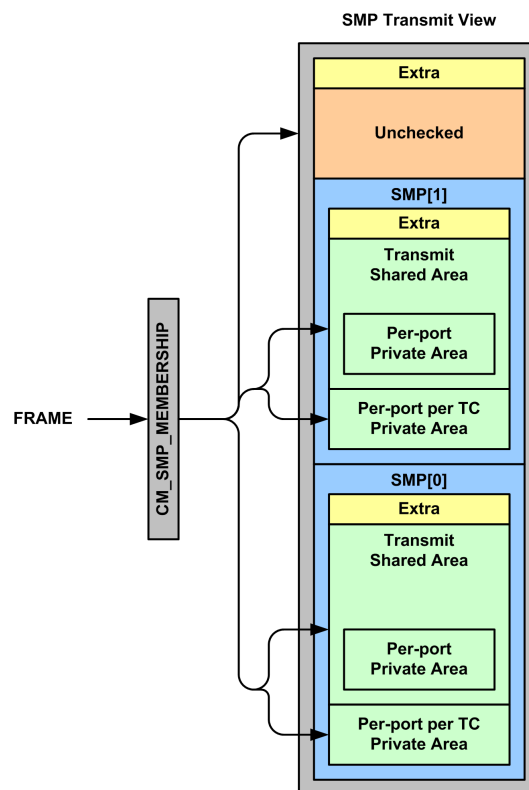 SMP Transmit View
Extra
Unchecked
SMP[1]
Extra
Transmit
Shared Area
Per-port
Private Area
Per-port per TC
Private Area
FRAME
CM_SMP_MEMBERSHIP
SMP[0]
Extra
Transmit
Shared Area
Per-port
Private Area
Per-port per TC
Private Area